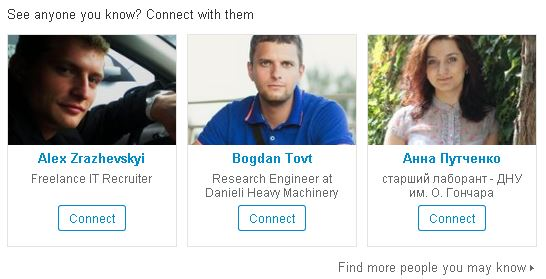 See anyone you know? Connect with them
Alex Zrazhevskyi
Freelance IT Recruiter
Connect
Bogdan Tovt
Research Engineer at
Danieli Heavy Machinery
Connect
Анна Путченко
старший лаборант - ДНУ
им. О. Гончара
Connect
Find more people you may know